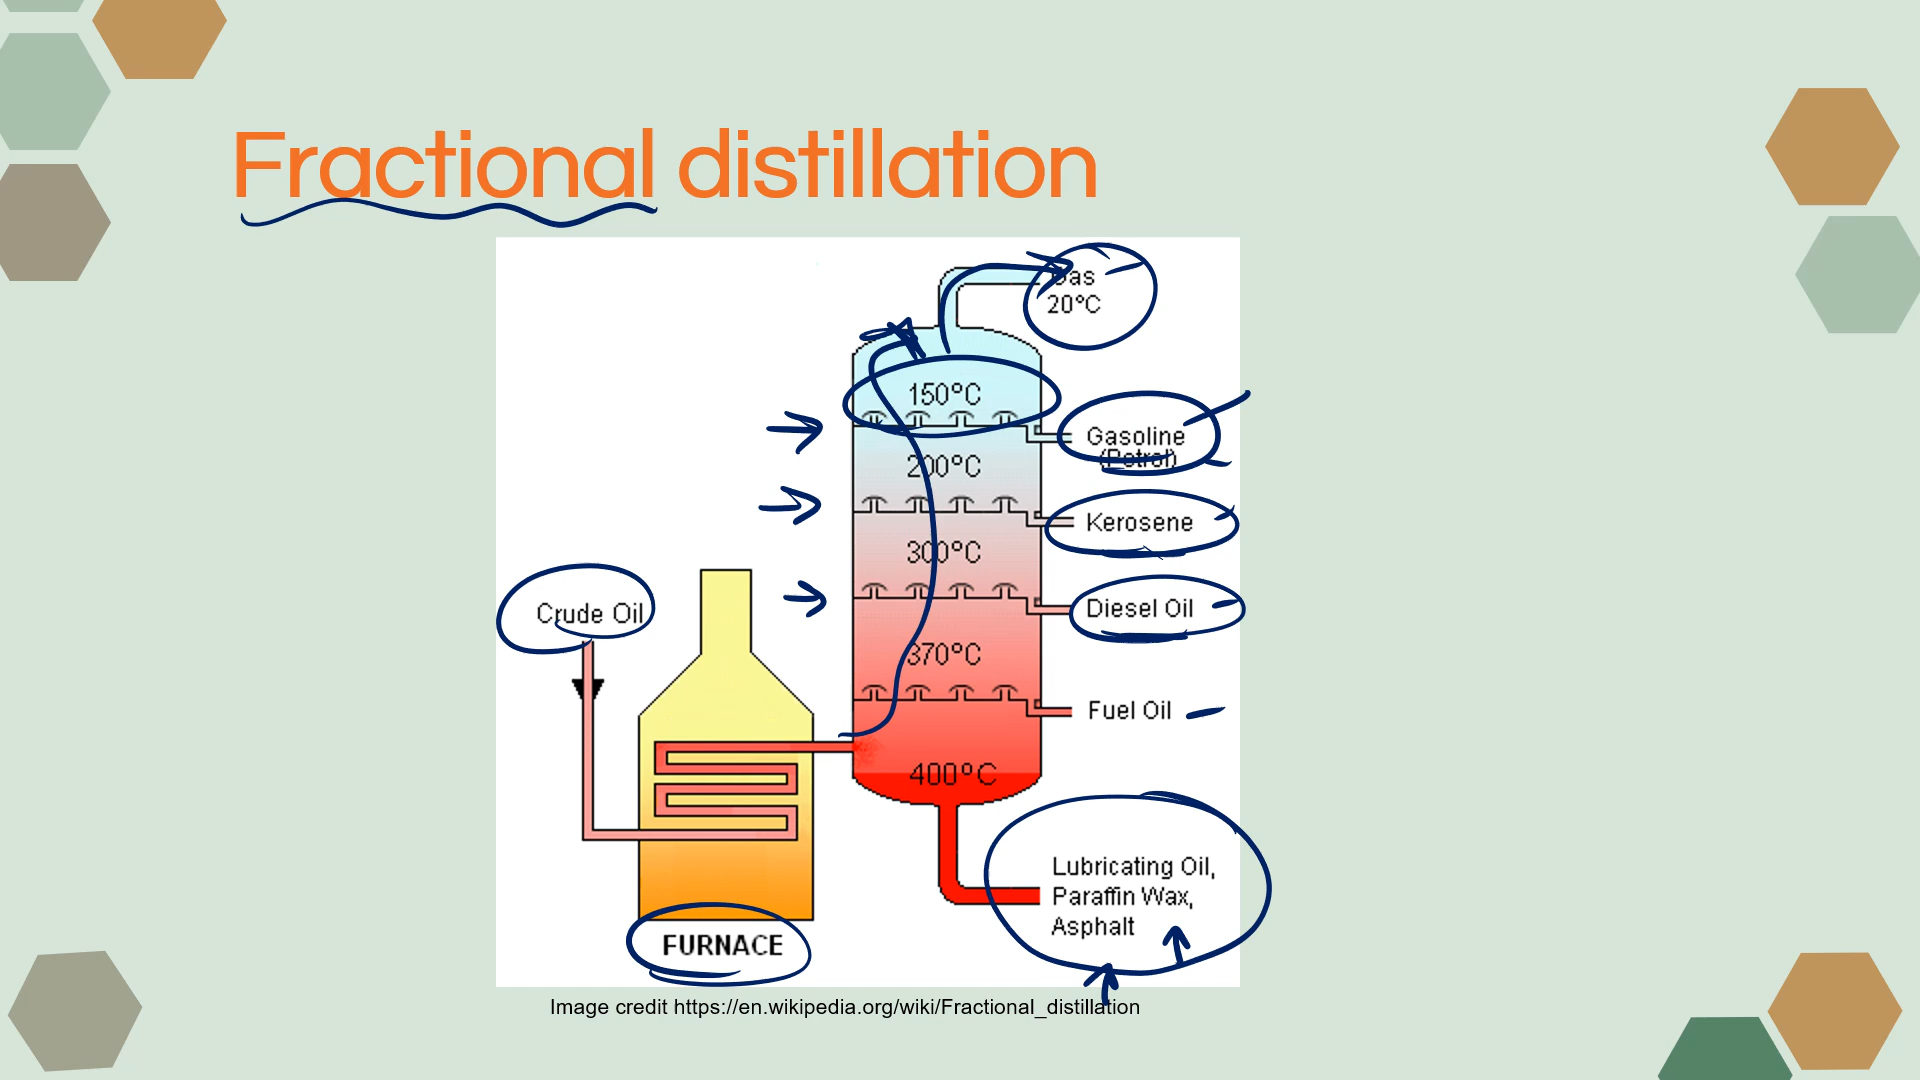 Fractional distillation
Gas
20°C
150°C
Gasoline
(Petrol)
200°C
Kerosene
300°C
Diesel Oil
Crude Oil
370°C
Fuel Oil
400°C
Lubricating Oil,
Paraffin Wax,
Asphalt
FURNACE
Image credit https://en.wikipedia.org/wiki/Fractional_distillation